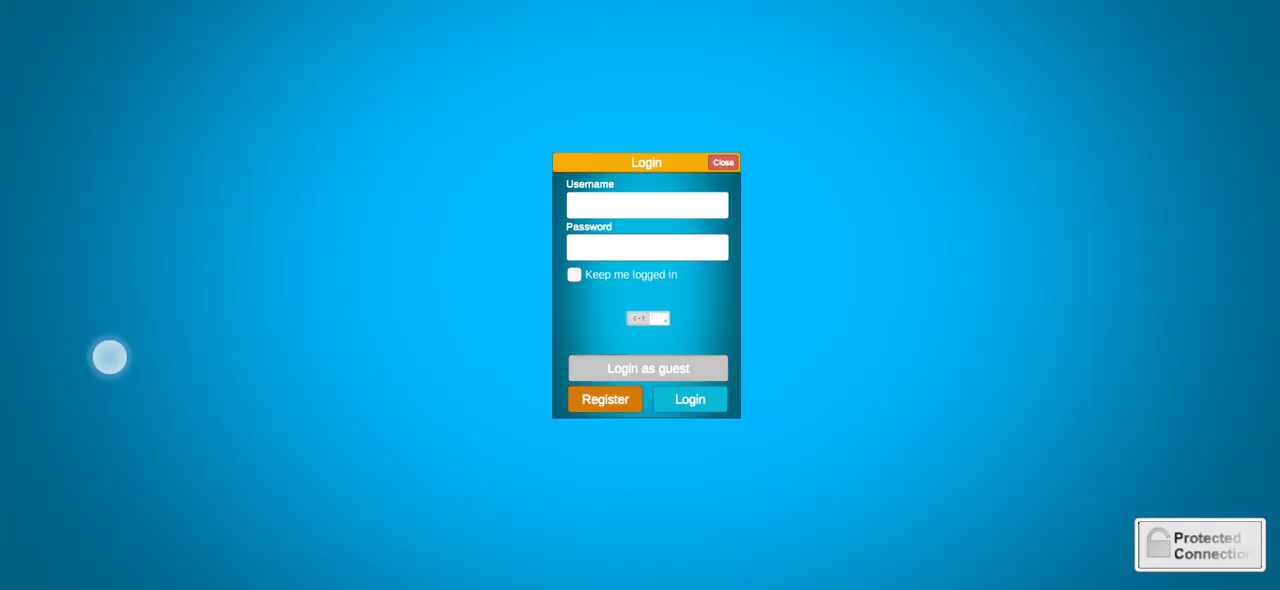 Login
Close
Username
Password
Keep me logged in
Login as guest
Register
Login
Protected
Connection